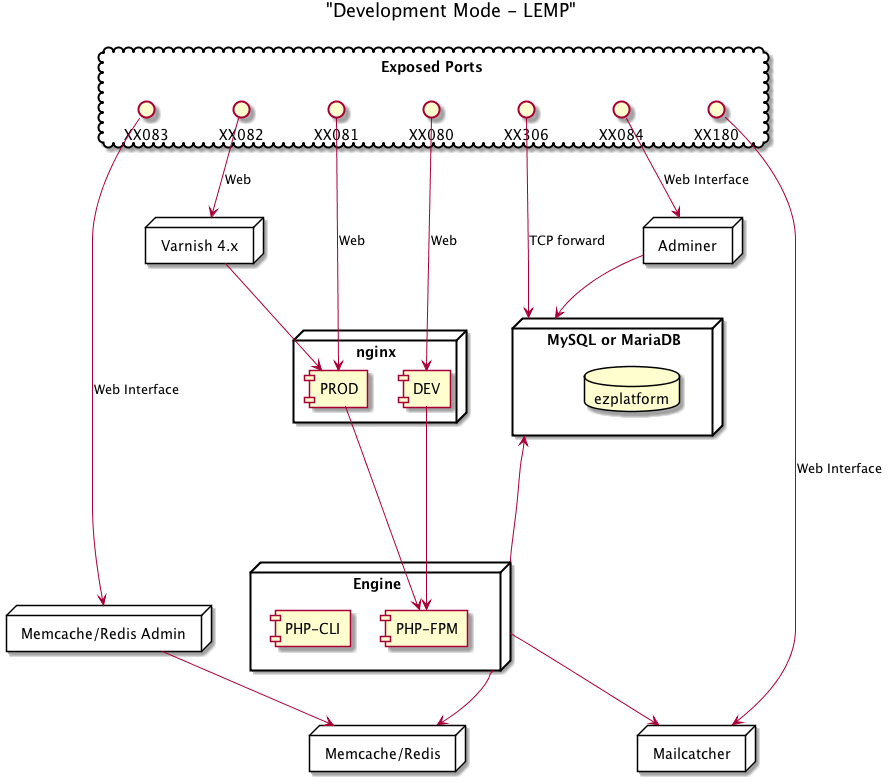 "Development Mode – LEMP"
Exposed Ports
XX083
XX082
XX081
XX080
XX306
XX084
XX180
Web
Web Interface
Web
Web
TCP forward
Varnish 4.x
Adminer
nginx
MySQL or MariaDB
PROD
DEV
ezplatform
Web Interface
Web Interface
Engine
PHP-CLI
PHP-FPM
Memcache/Redis Admin
Memcache/Redis
Mailcatcher